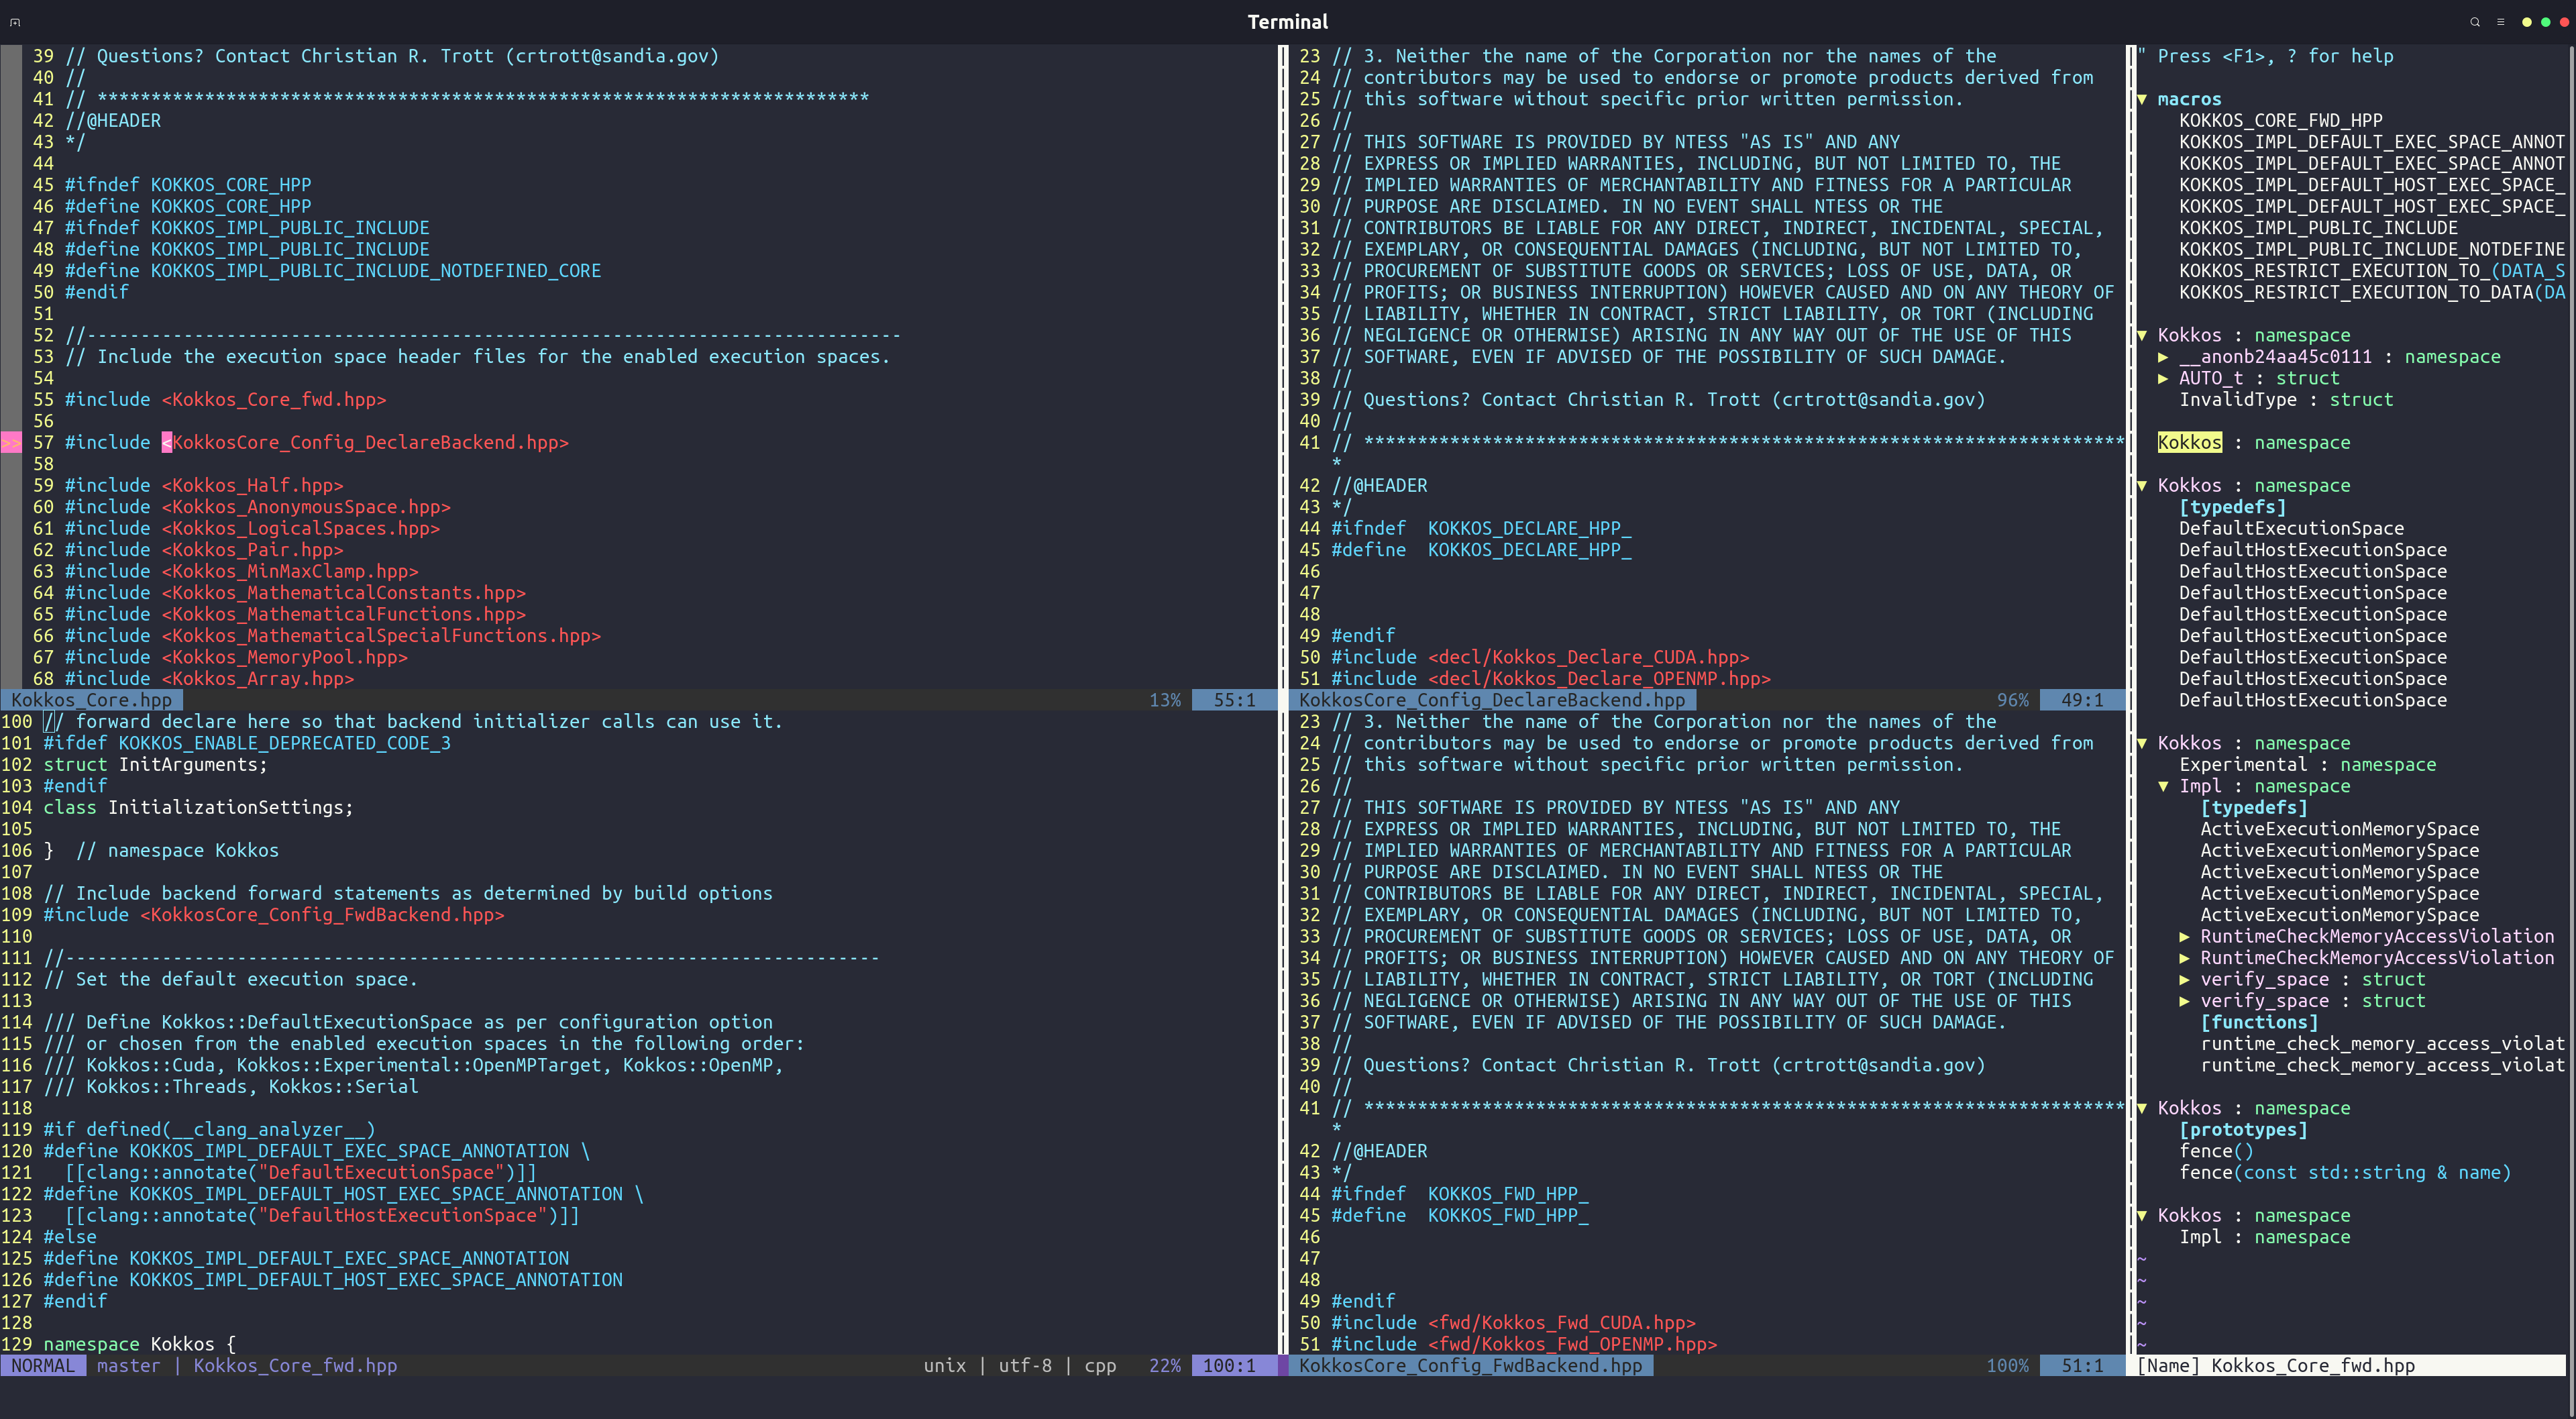 Terminal
39 // Questions? Contact Christian R. Trott (crtrott@sandia.gov)
40 //
41 // ************************************************************************
42 //@HEADER
43 */
44
45 #ifndef KOKKOS_CORE_HPP
46 #define KOKKOS_CORE_HPP
47 #ifndef KOKKOS_IMPL_PUBLIC_INCLUDE
48 #define KOKKOS_IMPL_PUBLIC_INCLUDE
49 #define KOKKOS_IMPL_PUBLIC_INCLUDE_NOTDEFINED_CORE
50 #endif
51
52 //----------------------------------------------------------------------------
53 // Include the execution space header files for the enabled execution spaces.
54
55 #include <Kokkos_Core_fwd.hpp>
56
>> 57 #include <KokkosCore_Config_DeclareBackend.hpp>
58
59 #include <Kokkos_Half.hpp>
60 #include <Kokkos_AnonymousSpace.hpp>
61 #include <Kokkos_LogicalSpaces.hpp>
62 #include <Kokkos_Pair.hpp>
63 #include <Kokkos_MinMaxClamp.hpp>
64 #include <Kokkos_MathematicalConstants.hpp>
65 #include <Kokkos_MathematicalFunctions.hpp>
66 #include <Kokkos_MathematicalSpecialFunctions.hpp>
67 #include <Kokkos_MemoryPool.hpp>
68 #include <Kokkos_Array.hpp>
Kokkos_Core.hpp 13% 55:1
100 // forward declare here so that backend initializer calls can use it.
101 #ifdef KOKKOS_ENABLE_DEPRECATED_CODE_3
102 struct InitArguments;
103 #endif
104 class InitializationSettings;
105
106 }  // namespace Kokkos
107
108 // Include backend forward statements as determined by build options
109 #include <KokkosCore_Config_FwdBackend.hpp>
110
111 //----------------------------------------------------------------------------
112 // Set the default execution space.
113
114 /// Define Kokkos::DefaultExecutionSpace as per configuration option
115 /// or chosen from the enabled execution spaces in the following order:
116 /// Kokkos::Cuda, Kokkos::Experimental::OpenMPTarget, Kokkos::OpenMP,
117 /// Kokkos::Threads, Kokkos::Serial
118
119 #if defined(__clang_analyzer__)
120 #define KOKKOS_IMPL_DEFAULT_EXEC_SPACE_ANNOTATION \
121   [[clang::annotate("DefaultExecutionSpace")]]
122 #define KOKKOS_IMPL_DEFAULT_HOST_EXEC_SPACE_ANNOTATION \
123   [[clang::annotate("DefaultHostExecutionSpace")]]
124 #else
125 #define KOKKOS_IMPL_DEFAULT_EXEC_SPACE_ANNOTATION
126 #define KOKKOS_IMPL_DEFAULT_HOST_EXEC_SPACE_ANNOTATION
127 #endif
128
129 namespace Kokkos {
NORMAL master | Kokkos_Core_fwd.hpp unix | utf-8 | cpp 22% 100:1
23 // 3. Neither the name of the Corporation nor the names of the
24 // contributors may be used to endorse or promote products derived from
25 // this software without specific prior written permission.
26 //
27 // THIS SOFTWARE IS PROVIDED BY NTESS "AS IS" AND ANY
28 // EXPRESS OR IMPLIED WARRANTIES, INCLUDING, BUT NOT LIMITED TO, THE
29 // IMPLIED WARRANTIES OF MERCHANTABILITY AND FITNESS FOR A PARTICULAR
30 // PURPOSE ARE DISCLAIMED. IN NO EVENT SHALL NTESS OR THE
31 // CONTRIBUTORS BE LIABLE FOR ANY DIRECT, INDIRECT, INCIDENTAL, SPECIAL,
32 // EXEMPLARY, OR CONSEQUENTIAL DAMAGES (INCLUDING, BUT NOT LIMITED TO,
33 // PROCUREMENT OF SUBSTITUTE GOODS OR SERVICES; LOSS OF USE, DATA, OR
34 // PROFITS; OR BUSINESS INTERRUPTION) HOWEVER CAUSED AND ON ANY THEORY OF
35 // LIABILITY, WHETHER IN CONTRACT, STRICT LIABILITY, OR TORT (INCLUDING
36 // NEGLIGENCE OR OTHERWISE) ARISING IN ANY WAY OUT OF THE USE OF THIS
37 // SOFTWARE, EVEN IF ADVISED OF THE POSSIBILITY OF SUCH DAMAGE.
38 //
39 // Questions? Contact Christian R. Trott (crtrott@sandia.gov)
40 //
41 // ***********************************************************************
*
42 //@HEADER
43 */
44 #ifndef  KOKKOS_DECLARE_HPP_
45 #define  KOKKOS_DECLARE_HPP_
46
47
48
49 #endif
50 #include <decl/Kokkos_Declare_CUDA.hpp>
51 #include <decl/Kokkos_Declare_OPENMP.hpp>
KokkosCore_Config_DeclareBackend.hpp 96% 49:1
23 // 3. Neither the name of the Corporation nor the names of the
24 // contributors may be used to endorse or promote products derived from
25 // this software without specific prior written permission.
26 //
27 // THIS SOFTWARE IS PROVIDED BY NTESS "AS IS" AND ANY
28 // EXPRESS OR IMPLIED WARRANTIES, INCLUDING, BUT NOT LIMITED TO, THE
29 // IMPLIED WARRANTIES OF MERCHANTABILITY AND FITNESS FOR A PARTICULAR
30 // PURPOSE ARE DISCLAIMED. IN NO EVENT SHALL NTESS OR THE
31 // CONTRIBUTORS BE LIABLE FOR ANY DIRECT, INDIRECT, INCIDENTAL, SPECIAL,
32 // EXEMPLARY, OR CONSEQUENTIAL DAMAGES (INCLUDING, BUT NOT LIMITED TO,
33 // PROCUREMENT OF SUBSTITUTE GOODS OR SERVICES; LOSS OF USE, DATA, OR
34 // PROFITS; OR BUSINESS INTERRUPTION) HOWEVER CAUSED AND ON ANY THEORY OF
35 // LIABILITY, WHETHER IN CONTRACT, STRICT LIABILITY, OR TORT (INCLUDING
36 // NEGLIGENCE OR OTHERWISE) ARISING IN ANY WAY OUT OF THE USE OF THIS
37 // SOFTWARE, EVEN IF ADVISED OF THE POSSIBILITY OF SUCH DAMAGE.
38 //
39 // Questions? Contact Christian R. Trott (crtrott@sandia.gov)
40 //
41 // ***********************************************************************
*
42 //@HEADER
43 */
44 #ifndef  KOKKOS_FWD_HPP_
45 #define  KOKKOS_FWD_HPP_
46
47
48
49 #endif
50 #include <fwd/Kokkos_Fwd_CUDA.hpp>
51 #include <fwd/Kokkos_Fwd_OPENMP.hpp>
KokkosCore_Config_FwdBackend.hpp 100% 51:1
" Press <F1>, ? for help
▼ macros
KOKKOS_CORE_FWD_HPP
KOKKOS_IMPL_DEFAULT_EXEC_SPACE_ANNOT
KOKKOS_IMPL_DEFAULT_EXEC_SPACE_ANNOT
KOKKOS_IMPL_DEFAULT_HOST_EXEC_SPACE_
KOKKOS_IMPL_DEFAULT_HOST_EXEC_SPACE_
KOKKOS_IMPL_PUBLIC_INCLUDE
KOKKOS_IMPL_PUBLIC_INCLUDE_NOTDEFINE
KOKKOS_RESTRICT_EXECUTION_TO_(DATA_S
KOKKOS_RESTRICT_EXECUTION_TO_DATA(DA
▼ Kokkos : namespace
▶ __anonb24aa45c0111 : namespace
▶ AUTO_t : struct
InvalidType : struct
Kokkos : namespace
▼ Kokkos : namespace
[typedefs]
DefaultExecutionSpace
DefaultHostExecutionSpace
DefaultHostExecutionSpace
DefaultHostExecutionSpace
DefaultHostExecutionSpace
DefaultHostExecutionSpace
DefaultHostExecutionSpace
DefaultHostExecutionSpace
DefaultHostExecutionSpace
▼ Kokkos : namespace
Experimental : namespace
▼ Impl : namespace
[typedefs]
ActiveExecutionMemorySpace
ActiveExecutionMemorySpace
ActiveExecutionMemorySpace
ActiveExecutionMemorySpace
ActiveExecutionMemorySpace
▶ RuntimeCheckMemoryAccessViolation
▶ RuntimeCheckMemoryAccessViolation
▶ verify_space : struct
▶ verify_space : struct
[functions]
runtime_check_memory_access_violat
runtime_check_memory_access_violat
▼ Kokkos : namespace
[prototypes]
fence()
fence(const std::string & name)
▼ Kokkos : namespace
Impl : namespace
~
~
~
~
~
[Name] Kokkos_Core_fwd.hpp